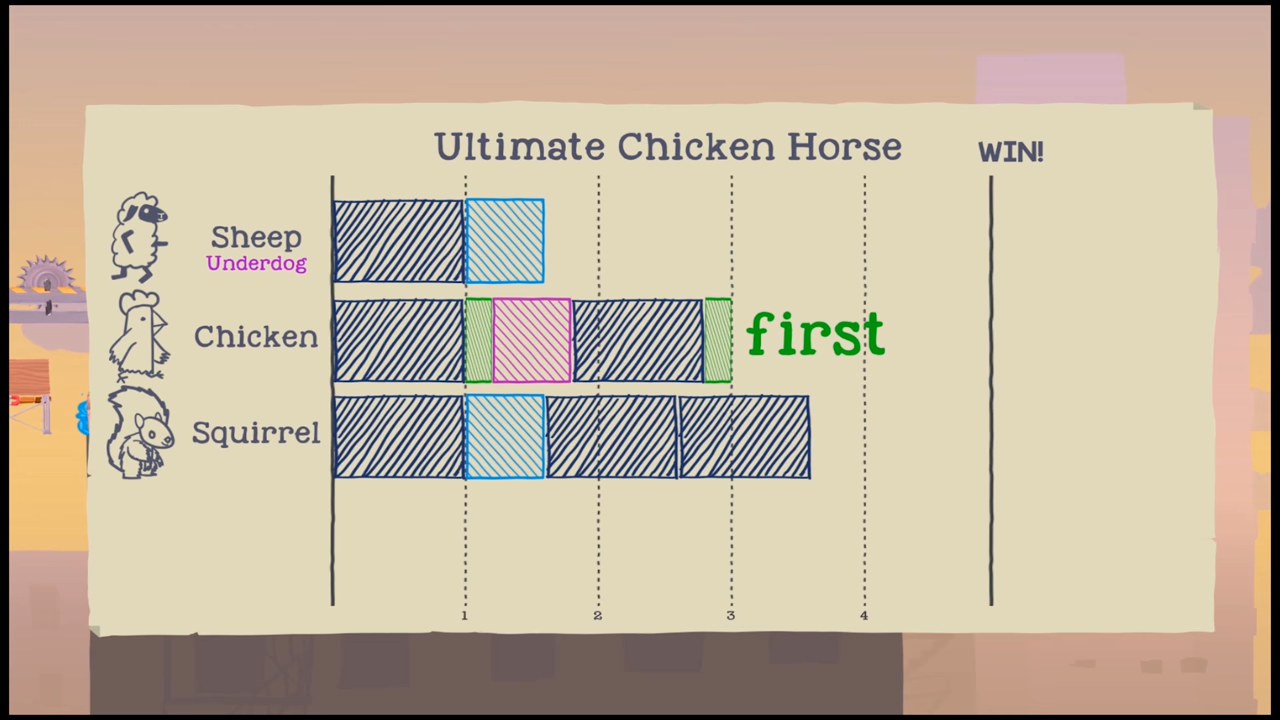 Ultimate Chicken Horse
WIN!
Sheep
Underdog
Chicken
first
Squirrel
1 2 3 4